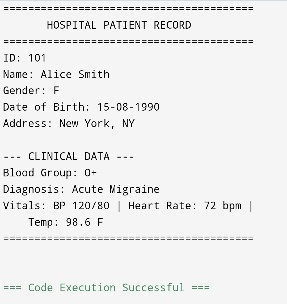 ========================================
HOSPITAL PATIENT RECORD
========================================
ID: 101
Name: Alice Smith
Gender: F
Date of Birth: 15-08-1990
Address: New York, NY

--- CLINICAL DATA ---
Blood Group: O+
Diagnosis: Acute Migraine
Vitals: BP 120/80 | Heart Rate: 72 bpm |
Temp: 98.6 F
========================================

=== Code Execution Successful ===